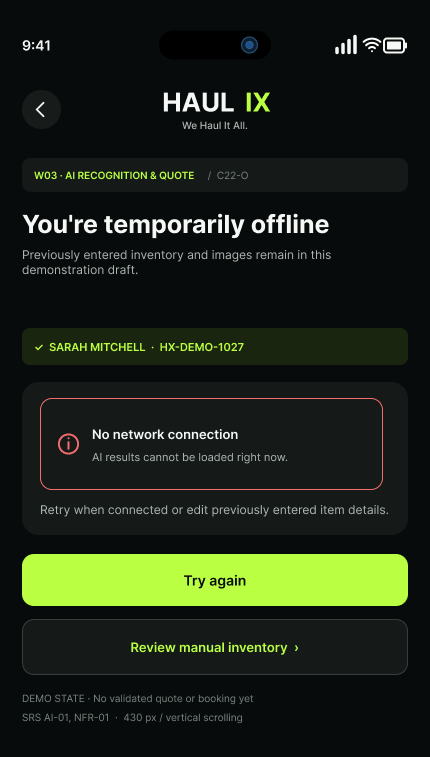 9:41
HAUL IX
We Haul It All.
W03 · AI RECOGNITION & QUOTE / C22-O
You're temporarily offline
Previously entered inventory and images remain in this
demonstration draft.
✓ SARAH MITCHELL · HX-DEMO-1027
No network connection
AI results cannot be loaded right now.
Retry when connected or edit previously entered item details.
Try again
Review manual inventory ›
DEMO STATE · No validated quote or booking yet
SRS AI-01, NFR-01 · 430 px / vertical scrolling